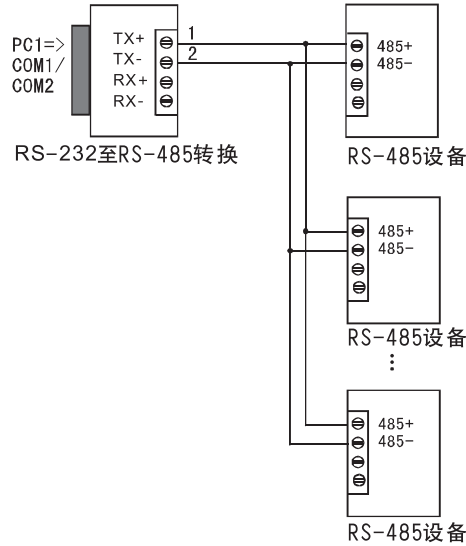 PC1=>
COM1/
COM2
TX+
TX-
RX+
RX-
1
2
RS-232至RS-485转换
485+
485-
RS-485设备
485+
485-
RS-485设备
⋮
485+
485-
RS-485设备